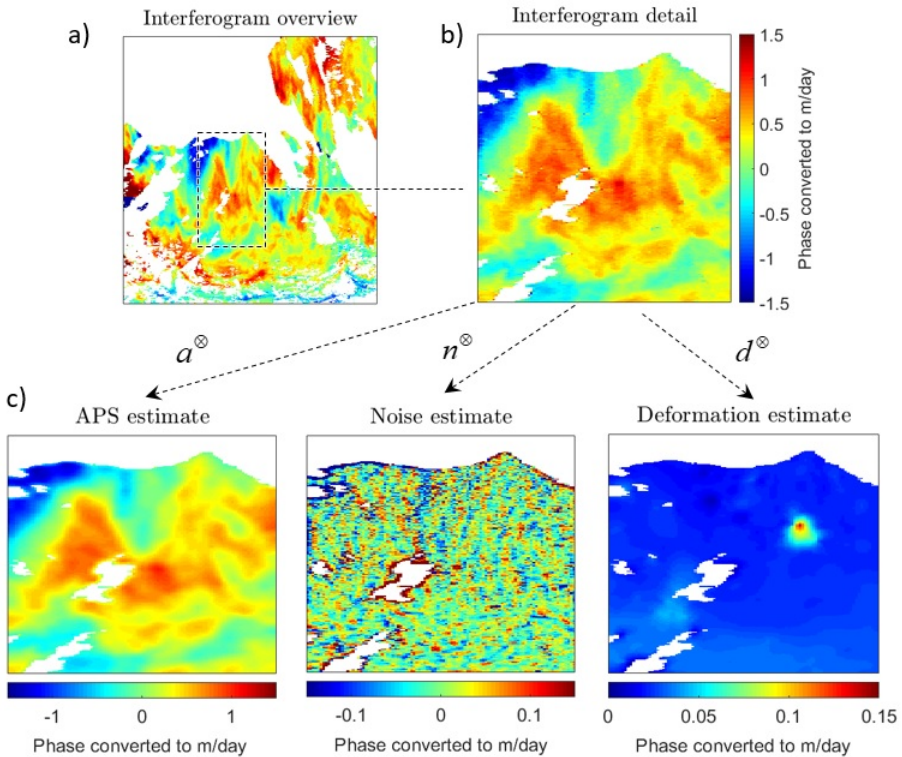 Interferogram overview
a)
Interferogram detail
b)
1.5
1
0.5
0
-0.5
-1
-1.5
Phase converted to m/day
a⊗
n⊗
d⊗
c)
APS estimate
Noise estimate
Deformation estimate
-1 0 1
-0.1 0 0.1
0 0.05 0.1 0.15
Phase converted to m/day
Phase converted to m/day
Phase converted to m/day